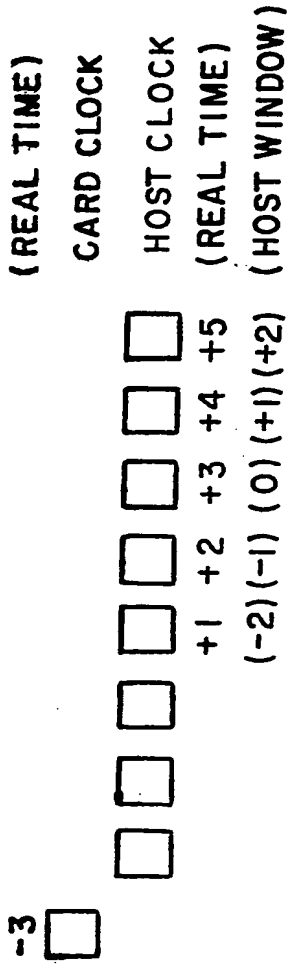 -3 (REAL TIME)
CARD CLOCK
HOST CLOCK
+1 +2 +3 +4 +5 (REAL TIME)
(-2) (-1) (0) (+1) (+2) (HOST WINDOW)